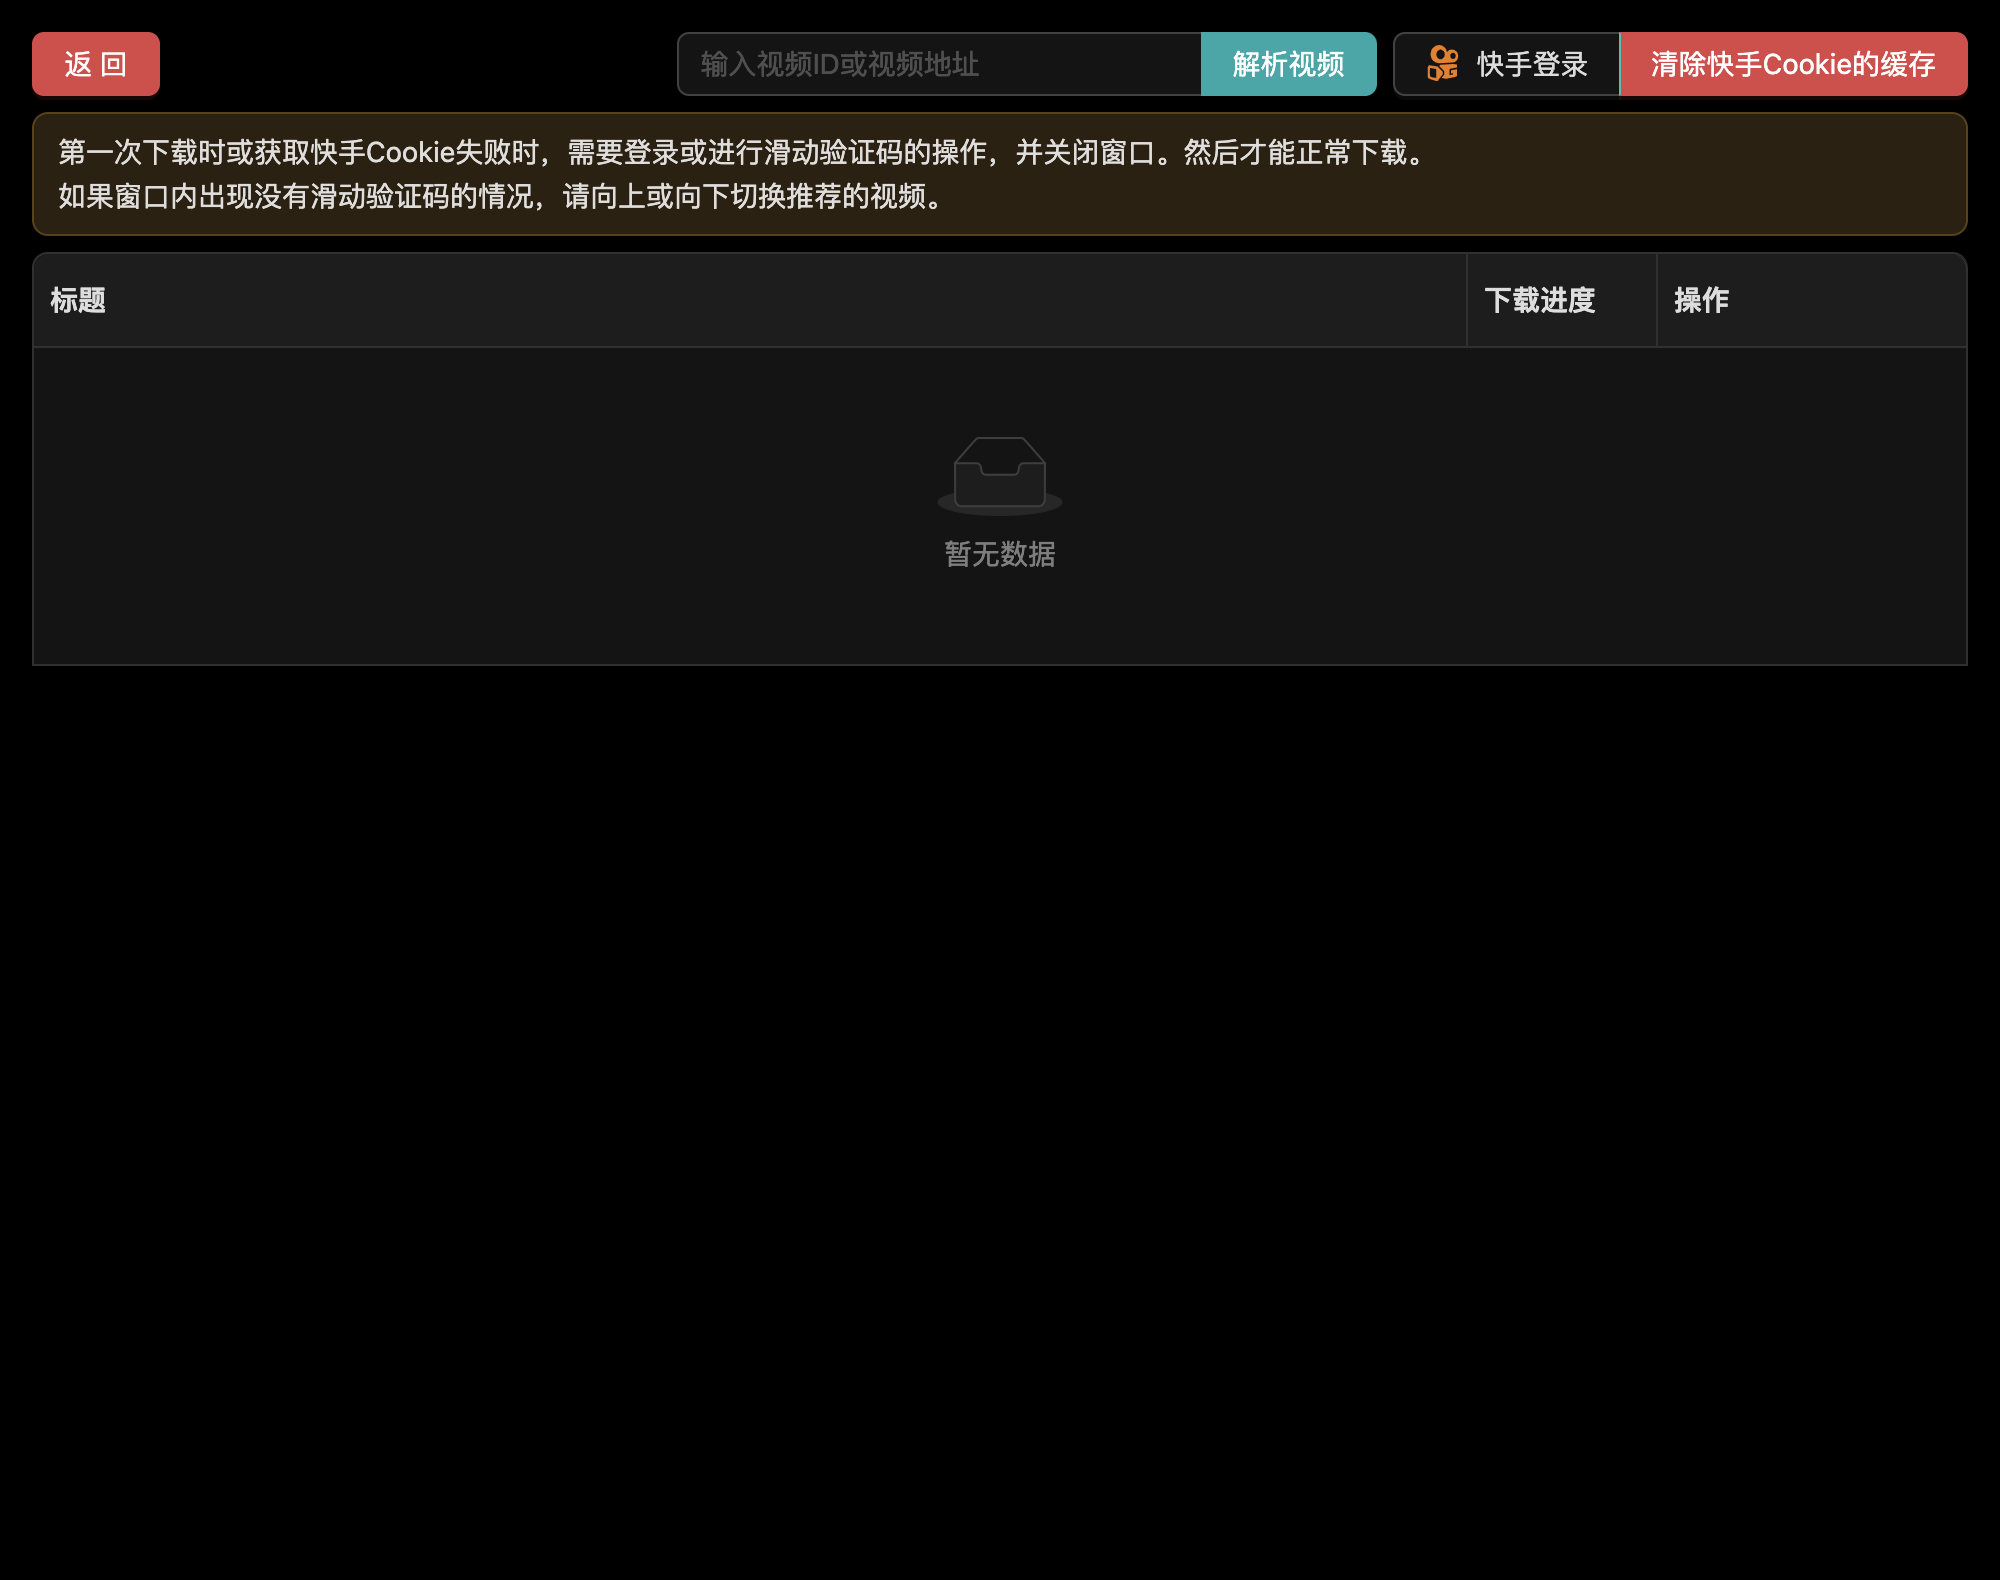 返 回
输入视频ID或视频地址
解析视频
快手登录
清除快手Cookie的缓存
第一次下载时或获取快手Cookie失败时，需要登录或进行滑动验证码的操作，并关闭窗口。然后才能正常下载。
如果窗口内出现没有滑动验证码的情况，请向上或向下切换推荐的视频。
标题
下载进度
操作
暂无数据